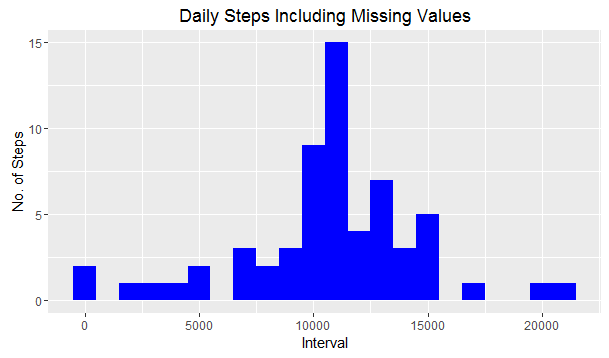 Daily Steps Including Missing Values
15
10
5
0
No. of Steps
0 5000 10000 15000 20000
Interval